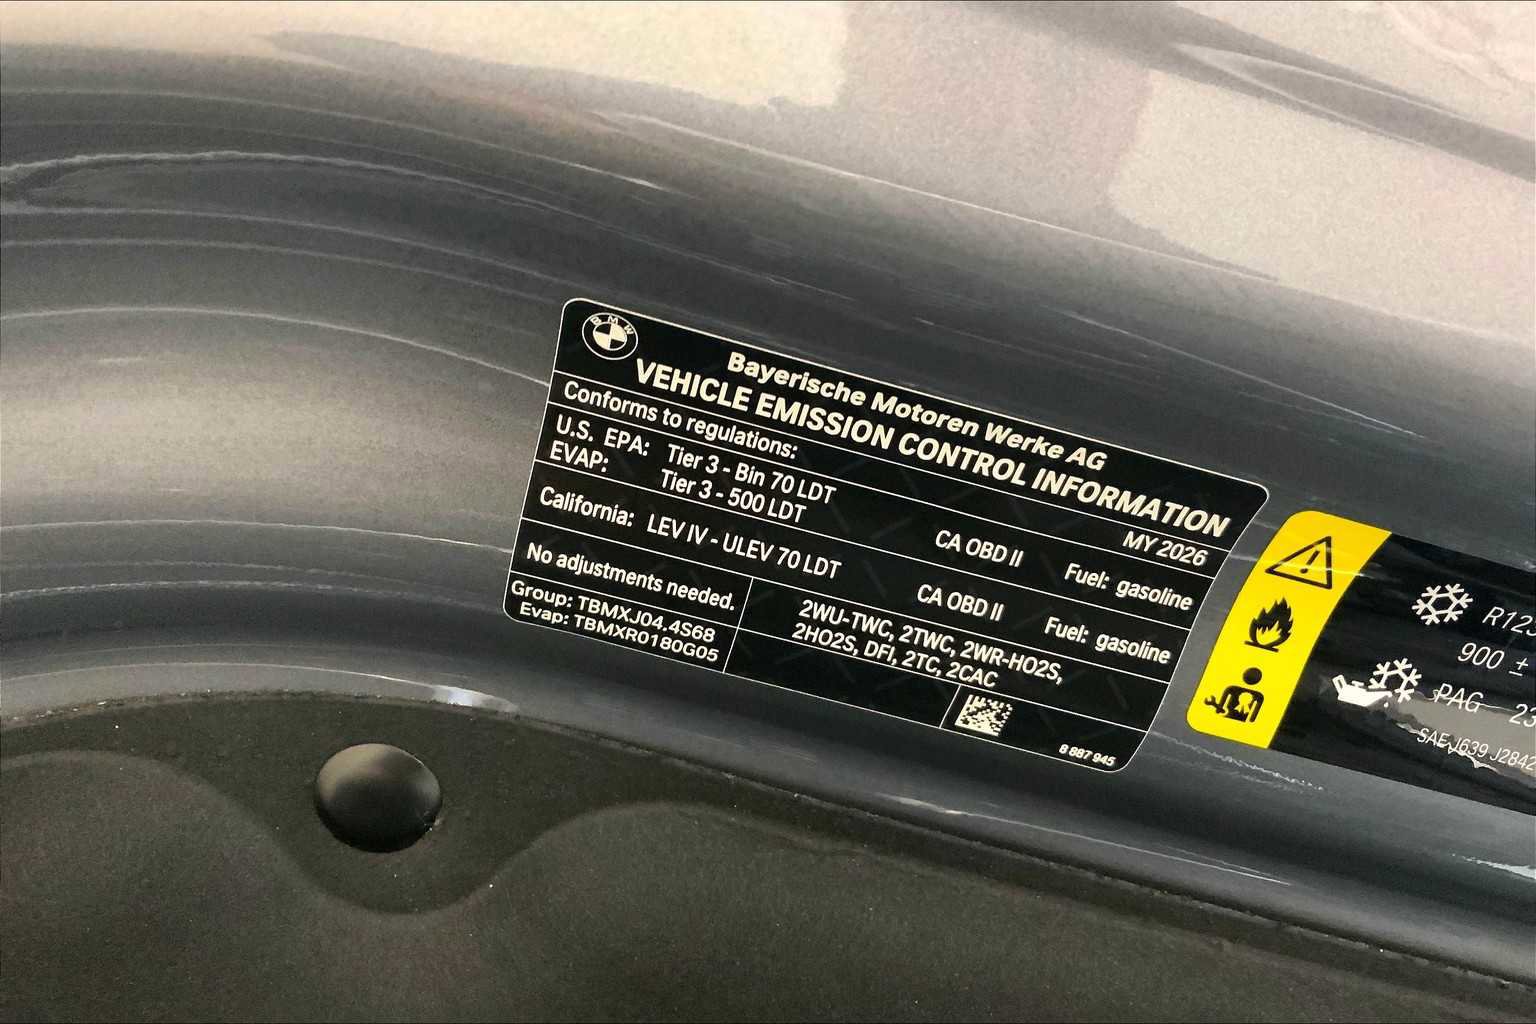 BMW
Bayerische Motoren Werke AG
VEHICLE EMISSION CONTROL INFORMATION
Conforms to regulations:
MY 2026
U.S. EPA: Tier 3 - Bin 70 LDT
CA OBD II
Fuel: gasoline
EVAP: Tier 3 - 500 LDT
California: LEV IV - ULEV 70 LDT
CA OBD II
Fuel: gasoline
No adjustments needed.
2WU-TWC, 2TWC, 2WR-HO2S,
2HO2S, DFI, 2TC, 2CAC
Group: TBMXJ04.4S68
Evap: TBMXR0180G05
8 887 945
900 ±
PAG
SAE J639 J2842